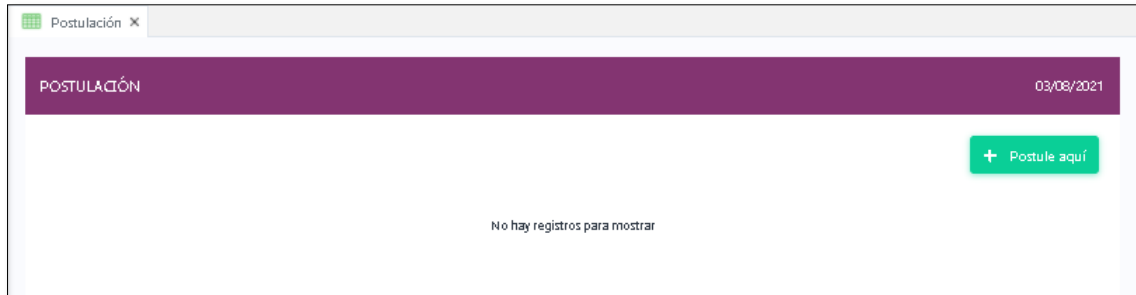 Postulación
POSTULACIÓN 03/08/2021
+ Postule aquí
No hay registros para mostrar